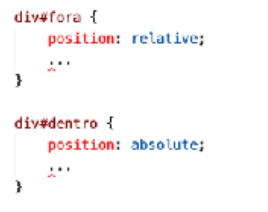 div#fora {
position: relative;
...
}
div#dentro {
position: absolute;
...
}